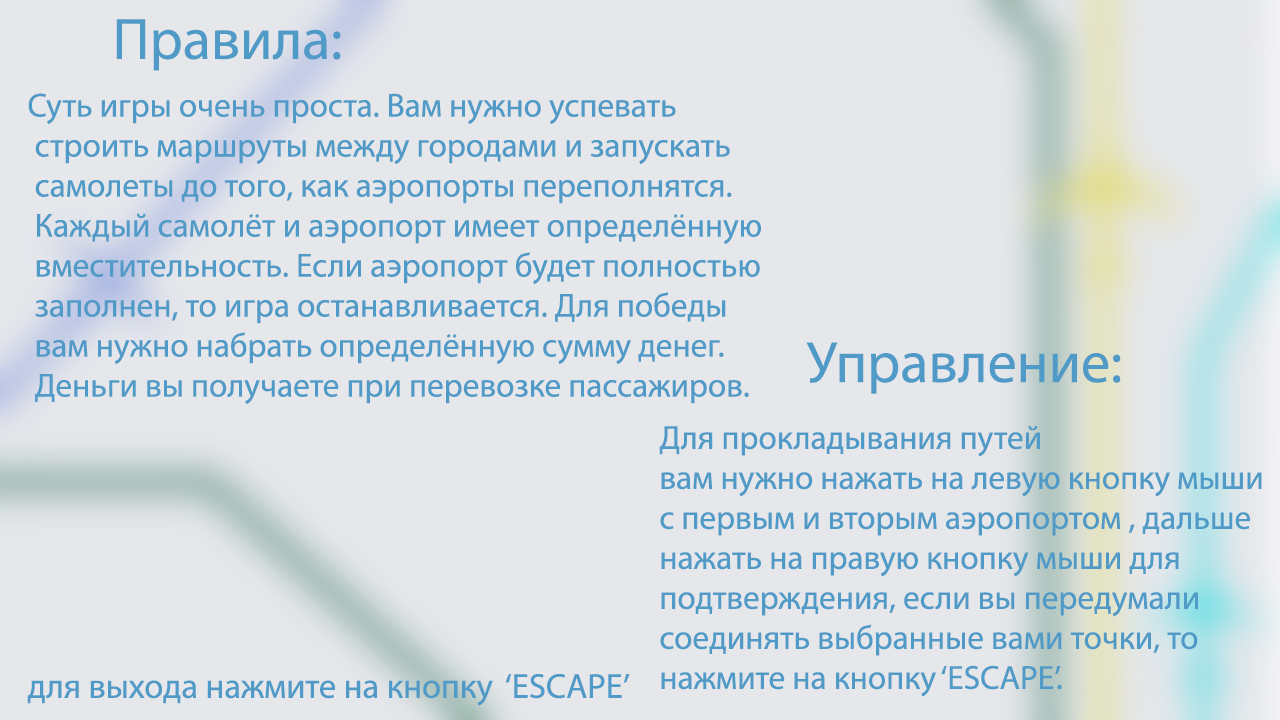 Правила:
Суть игры очень проста. Вам нужно успевать
строить маршруты между городами и запускать
самолеты до того, как аэропорты переполнятся.
Каждый самолёт и аэропорт имеет определённую
вместительность. Если аэропорт будет полностью
заполнен, то игра останавливается. Для победы
вам нужно набрать определённую сумму денег.
Деньги вы получаете при перевозке пассажиров.
Управление:
Для прокладывания путей
вам нужно нажать на левую кнопку мыши
с первым и вторым аэропортом , дальше
нажать на правую кнопку мыши для
подтверждения, если вы передумали
соединять выбранные вами точки, то
нажмите на кнопку ‘ESCAPE’.
для выхода нажмите на кнопку ‘ESCAPE’